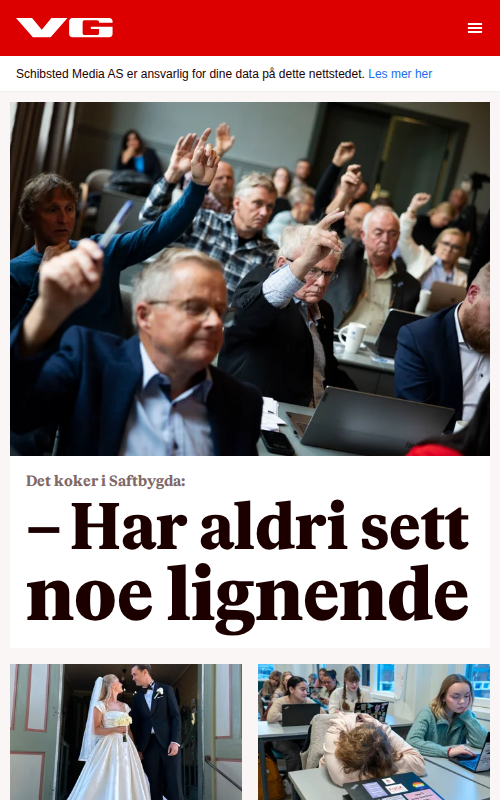 VG
Schibsted Media AS er ansvarlig for dine data på dette nettstedet. Les mer her
Det koker i Saftbygda:
– Har aldri sett
noe lignende